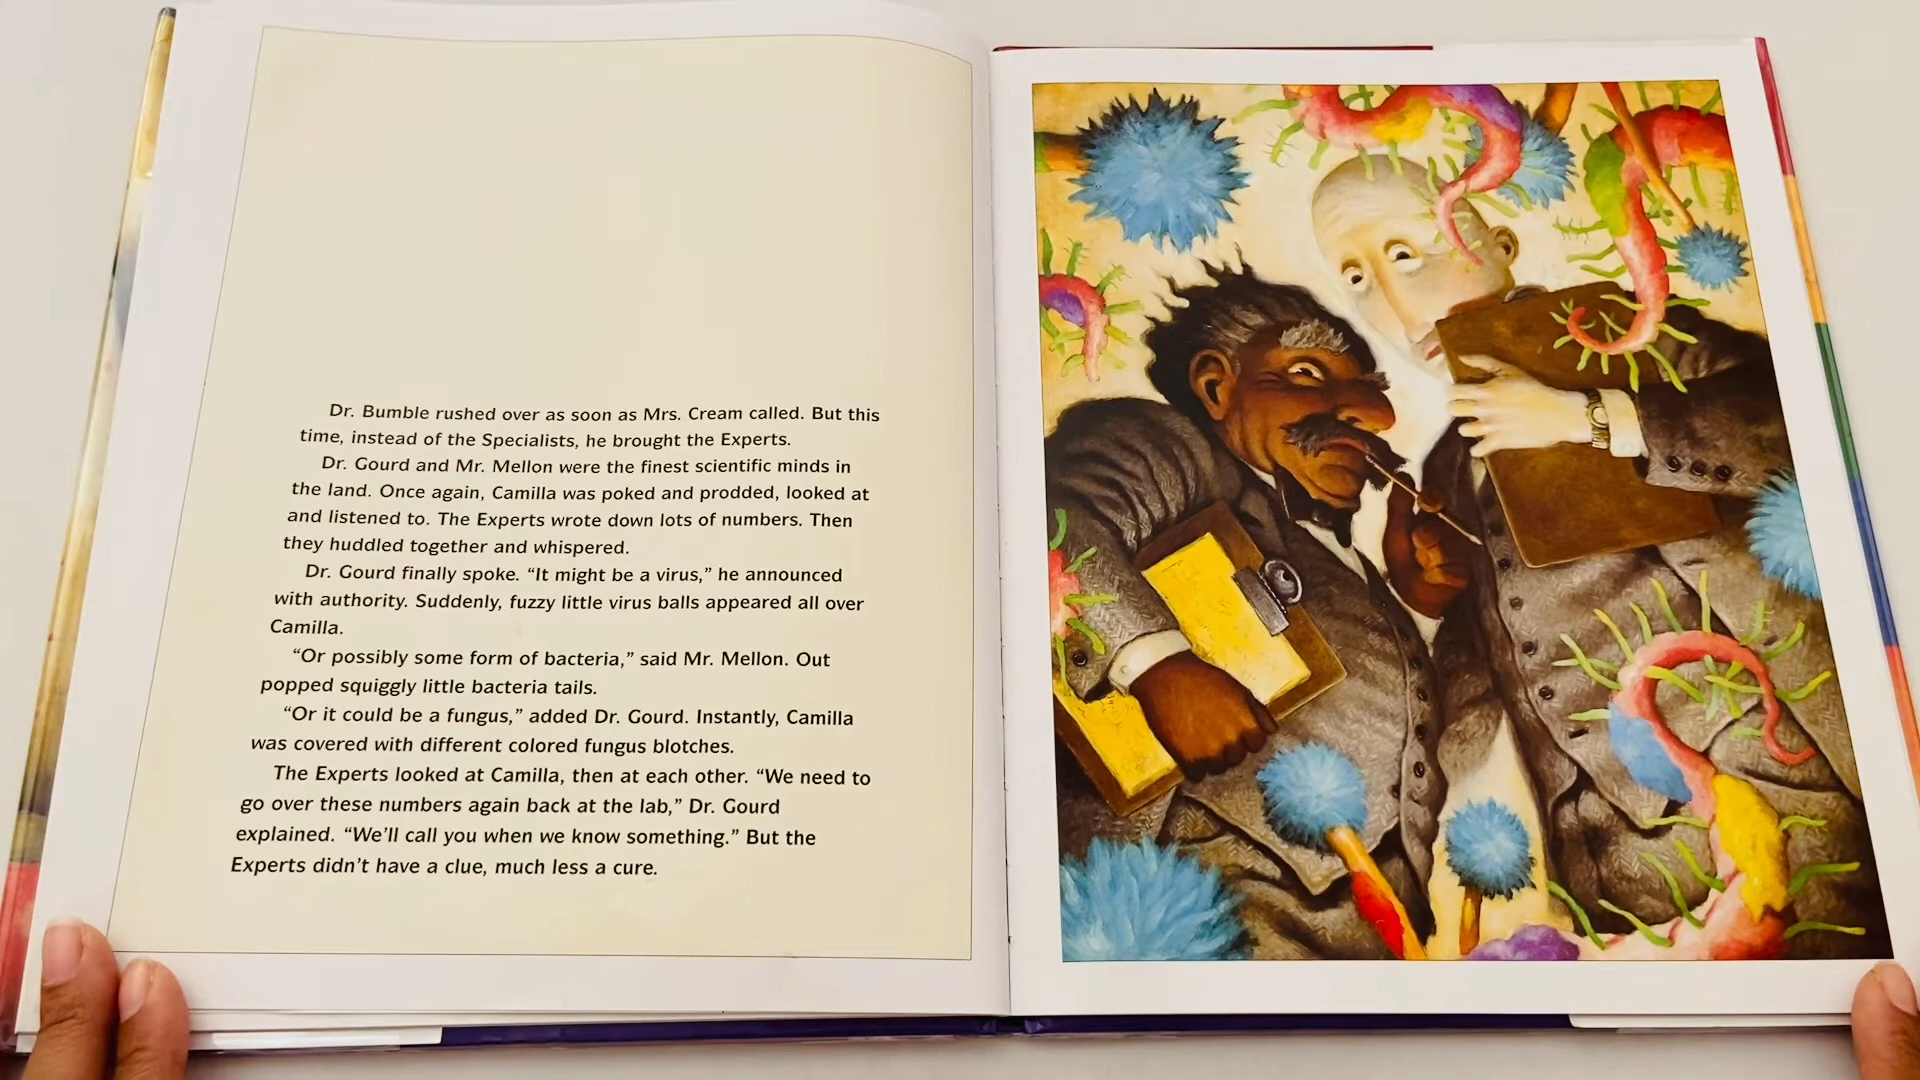 Dr. Bumble rushed over as soon as Mrs. Cream called. But this
time, instead of the Specialists, he brought the Experts.
Dr. Gourd and Mr. Mellon were the finest scientific minds in
the land. Once again, Camilla was poked and prodded, looked at
and listened to. The Experts wrote down lots of numbers. Then
they huddled together and whispered.
Dr. Gourd finally spoke. “It might be a virus,” he announced
with authority. Suddenly, fuzzy little virus balls appeared all over
Camilla.
“Or possibly some form of bacteria,” said Mr. Mellon. Out
popped squiggly little bacteria tails.
“Or it could be a fungus,” added Dr. Gourd. Instantly, Camilla
was covered with different colored fungus blotches.
The Experts looked at Camilla, then at each other. “We need to
go over these numbers again back at the lab,” Dr. Gourd
explained. “We’ll call you when we know something.” But the
Experts didn’t have a clue, much less a cure.